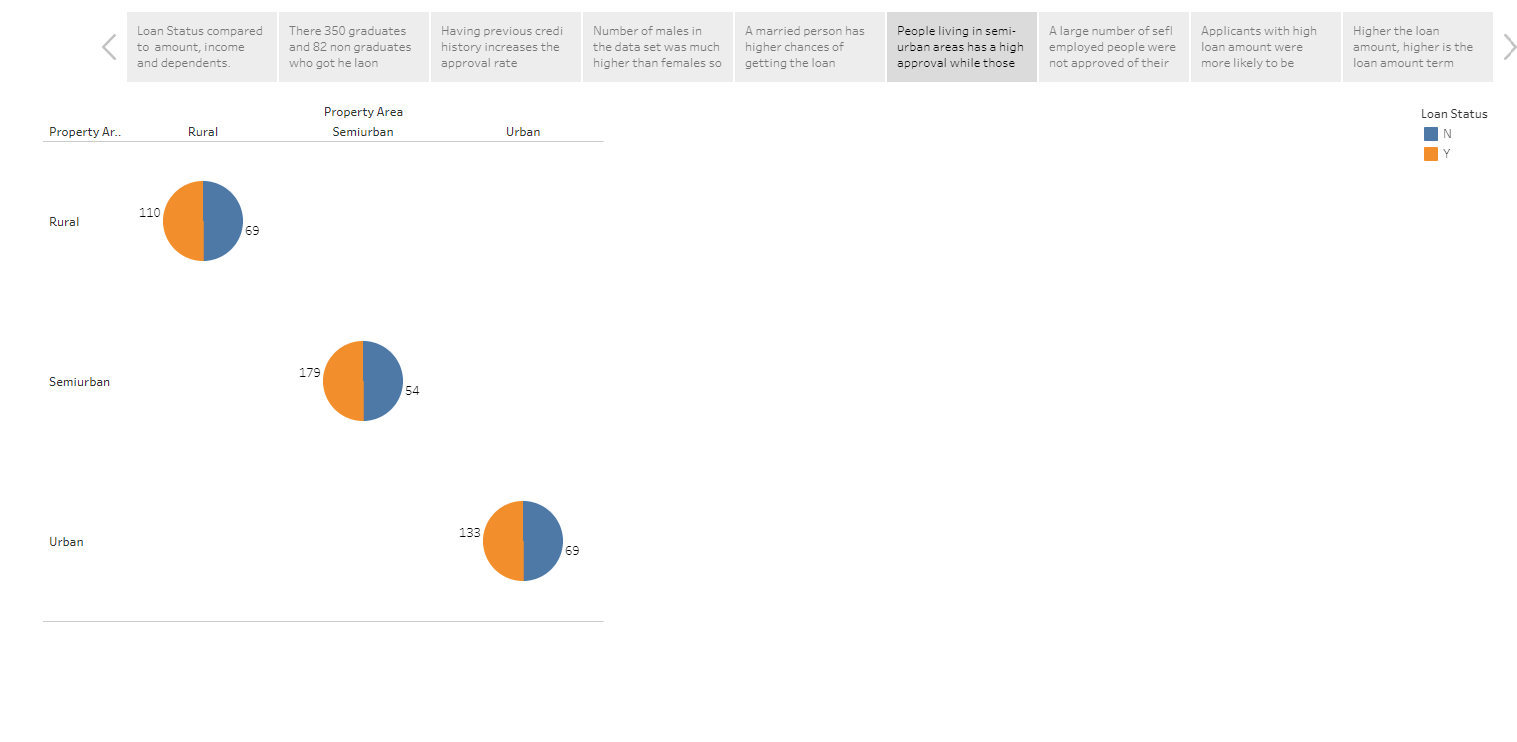 Loan Status compared
to  amount, income
and dependents.
There 350 graduates
and 82 non graduates
who got he laon
Having previous credi
history increases the
approval rate
Number of males in
the data set was much
higher than females so
A married person has
higher chances of
getting the loan
People living in semi-
urban areas has a high
approval while those
A large number of sefl
employed people were
not approved of their
Applicants with high
loan amount were
more likely to be
Higher the loan
amount, higher is the
loan amount term
Property Area
Property Ar..
Rural
Semiurban
Urban
Loan Status
N
Y
Rural
110
69
Semiurban
179
54
Urban
133
69